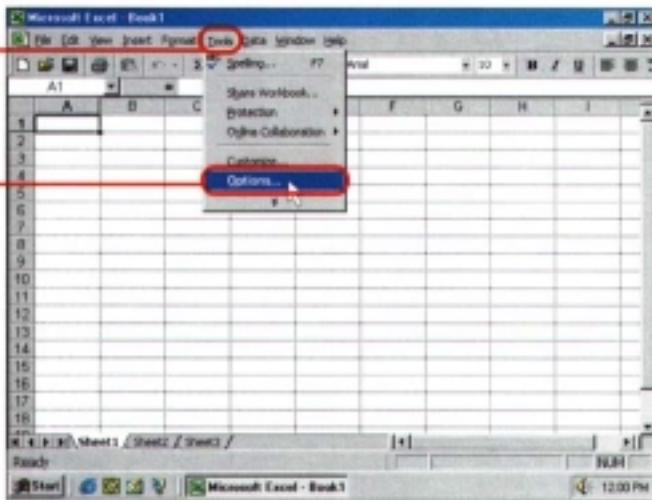 Microsoft Excel - Book1
File Edit View Insert Format Tools Data Window Help
Arial 10 B I U
A1 =
Spelling... F7
Share Workbook...
Protection
Online Collaboration
Customize...
Options...
A B C F G H I
1
2
3
4
5
6
7
8
9
10
11
12
13
14
15
16
17
18
Sheet1 Sheet2 Sheet3
Ready NUM
Start Microsoft Excel - Book1 12:00 PM